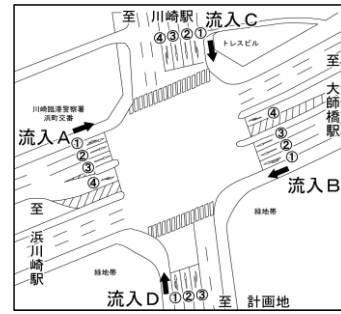 至 川崎駅
流入C
④③②①
トレスビル
至 大師橋駅
川崎臨港警察署
浜町交番
流入A
①
②
③
④
④
③
②
①
流入B
至 浜川崎駅
緑地帯
緑地帯
流入D
①②③
至 計画地